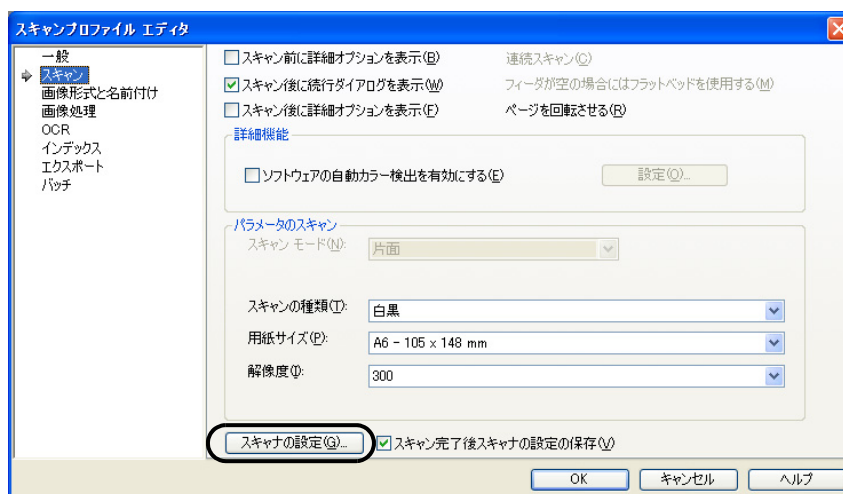 スキャンプロファイル エディタ
一般
スキャン
画像形式と名前付け
画像処理
OCR
インデックス
エクスポート
バッチ
スキャン前に詳細オプションを表示(B)
連続スキャン(C)
スキャン後に続行ダイアログを表示(W)
フィーダが空の場合にはフラットベッドを使用する(M)
スキャン後に詳細オプションを表示(F)
ページを回転させる(R)
詳細機能
ソフトウェアの自動カラー検出を有効にする(E)
設定(O)...
パラメータのスキャン
スキャン モード(N):
片面
スキャンの種類(T):
白黒
用紙サイズ(P):
A6 - 105 x 148 mm
解像度(I):
300
スキャナの設定(G)...
スキャン完了後スキャナの設定の保存(V)
OK
キャンセル
ヘルプ